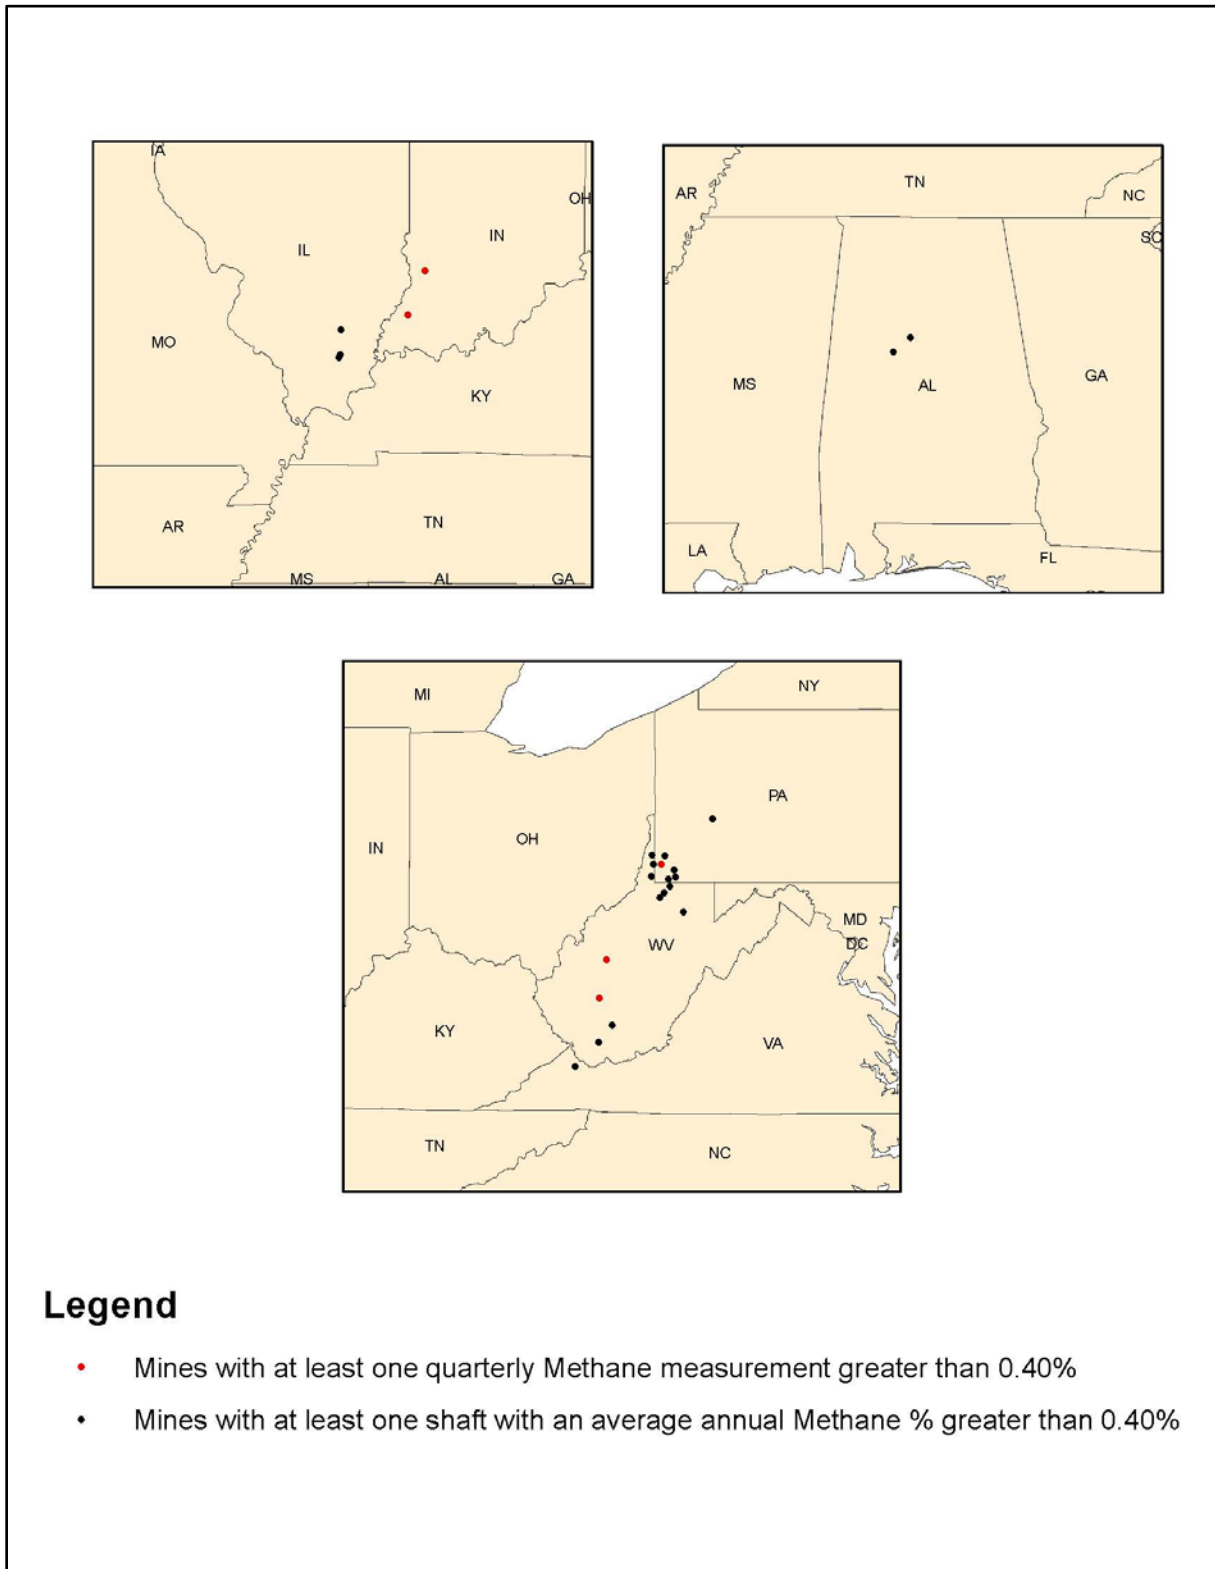 IA
OH
IN
IL
MO
KY
AR
TN
MS
AL
GA
AR
TN
NC
SC
MS
AL
GA
LA
FL
MI
NY
PA
OH
IN
MD
DC
WV
KY
VA
TN
NC
Legend
Mines with at least one quarterly Methane measurement greater than 0.40%
Mines with at least one shaft with an average annual Methane % greater than 0.40%